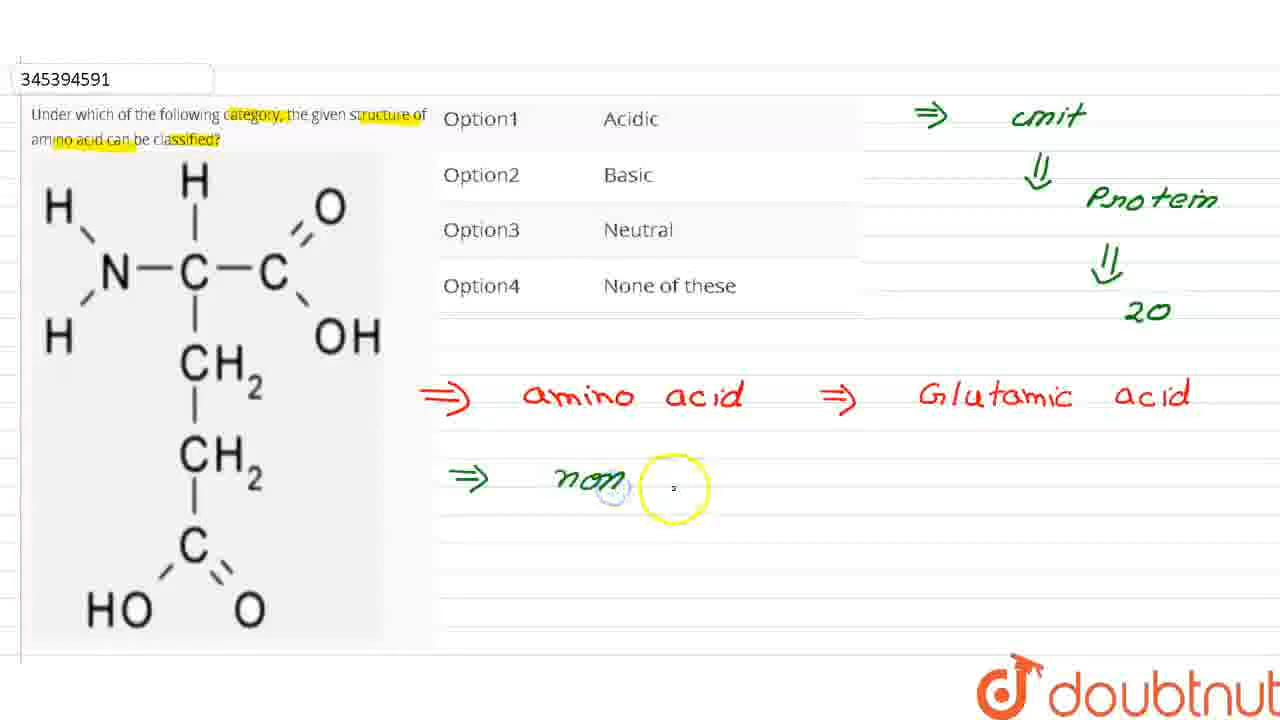 345394591
Under which of the following category, the given structure of
amino acid can be classified?
Option1 Acidic
Option2 Basic
Option3 Neutral
Option4 None of these
H
H O
N — C — C
H OH
CH2
CH2
C
HO O
⇒ unit
⇓
Protein
⇓
20
⇒ amino acid ⇒ Glutamic acid
⇒ non
doubtnut